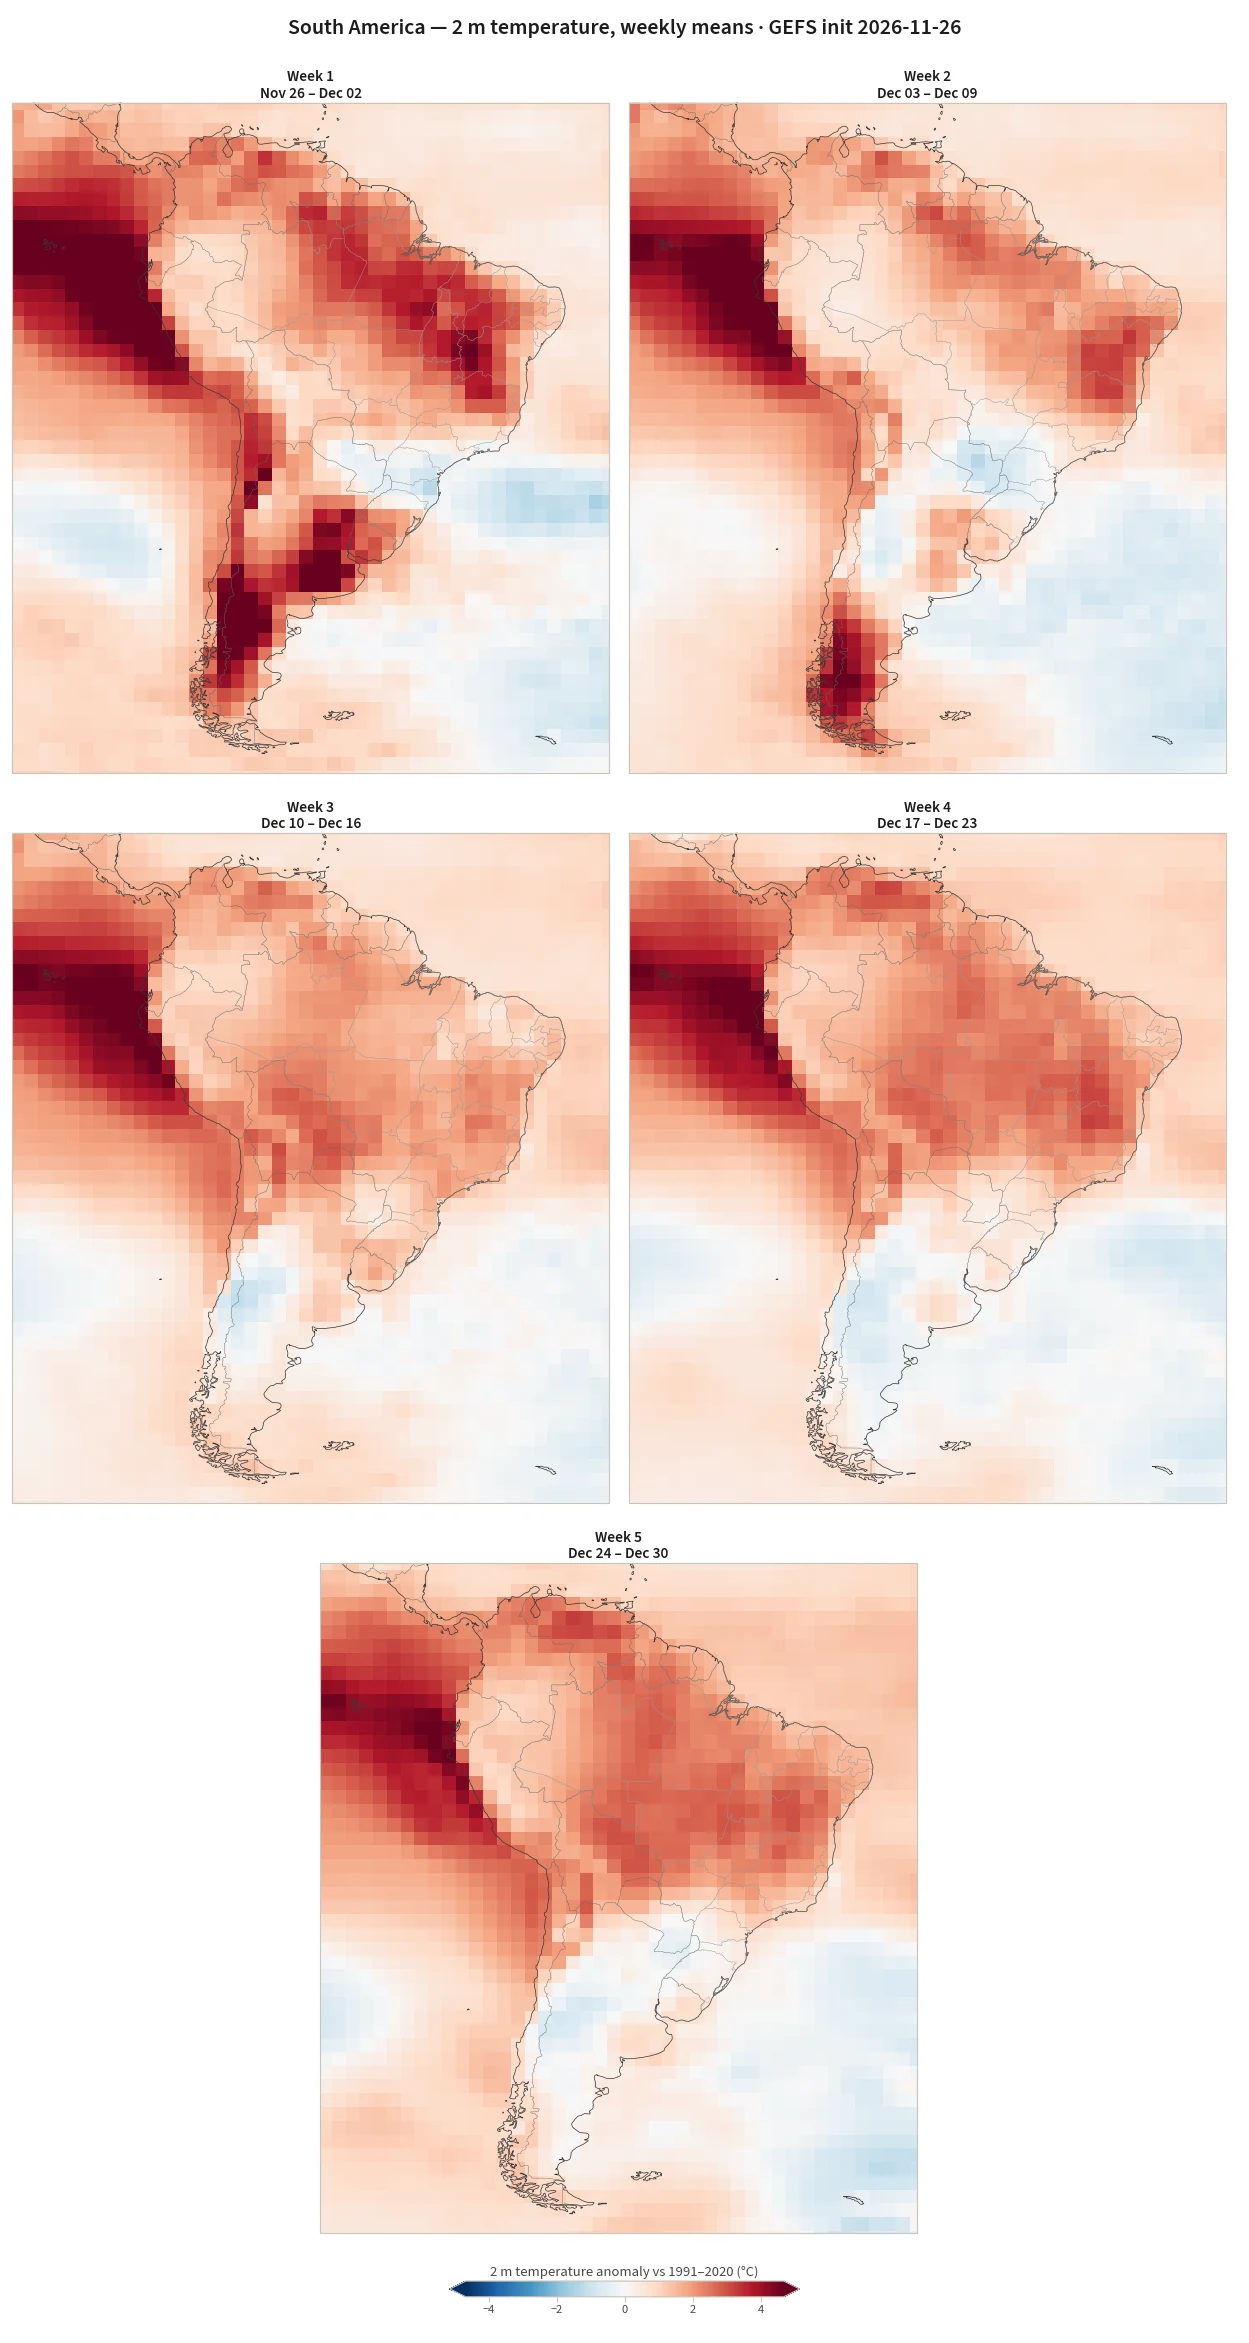 South America — 2 m temperature, weekly means · GEFS init 2026-11-26
Week 1
Nov 26 – Dec 02
Week 2
Dec 03 – Dec 09
Week 3
Dec 10 – Dec 16
Week 4
Dec 17 – Dec 23
Week 5
Dec 24 – Dec 30
2 m temperature anomaly vs 1991–2020 (°C)
−4 −2 0 2 4